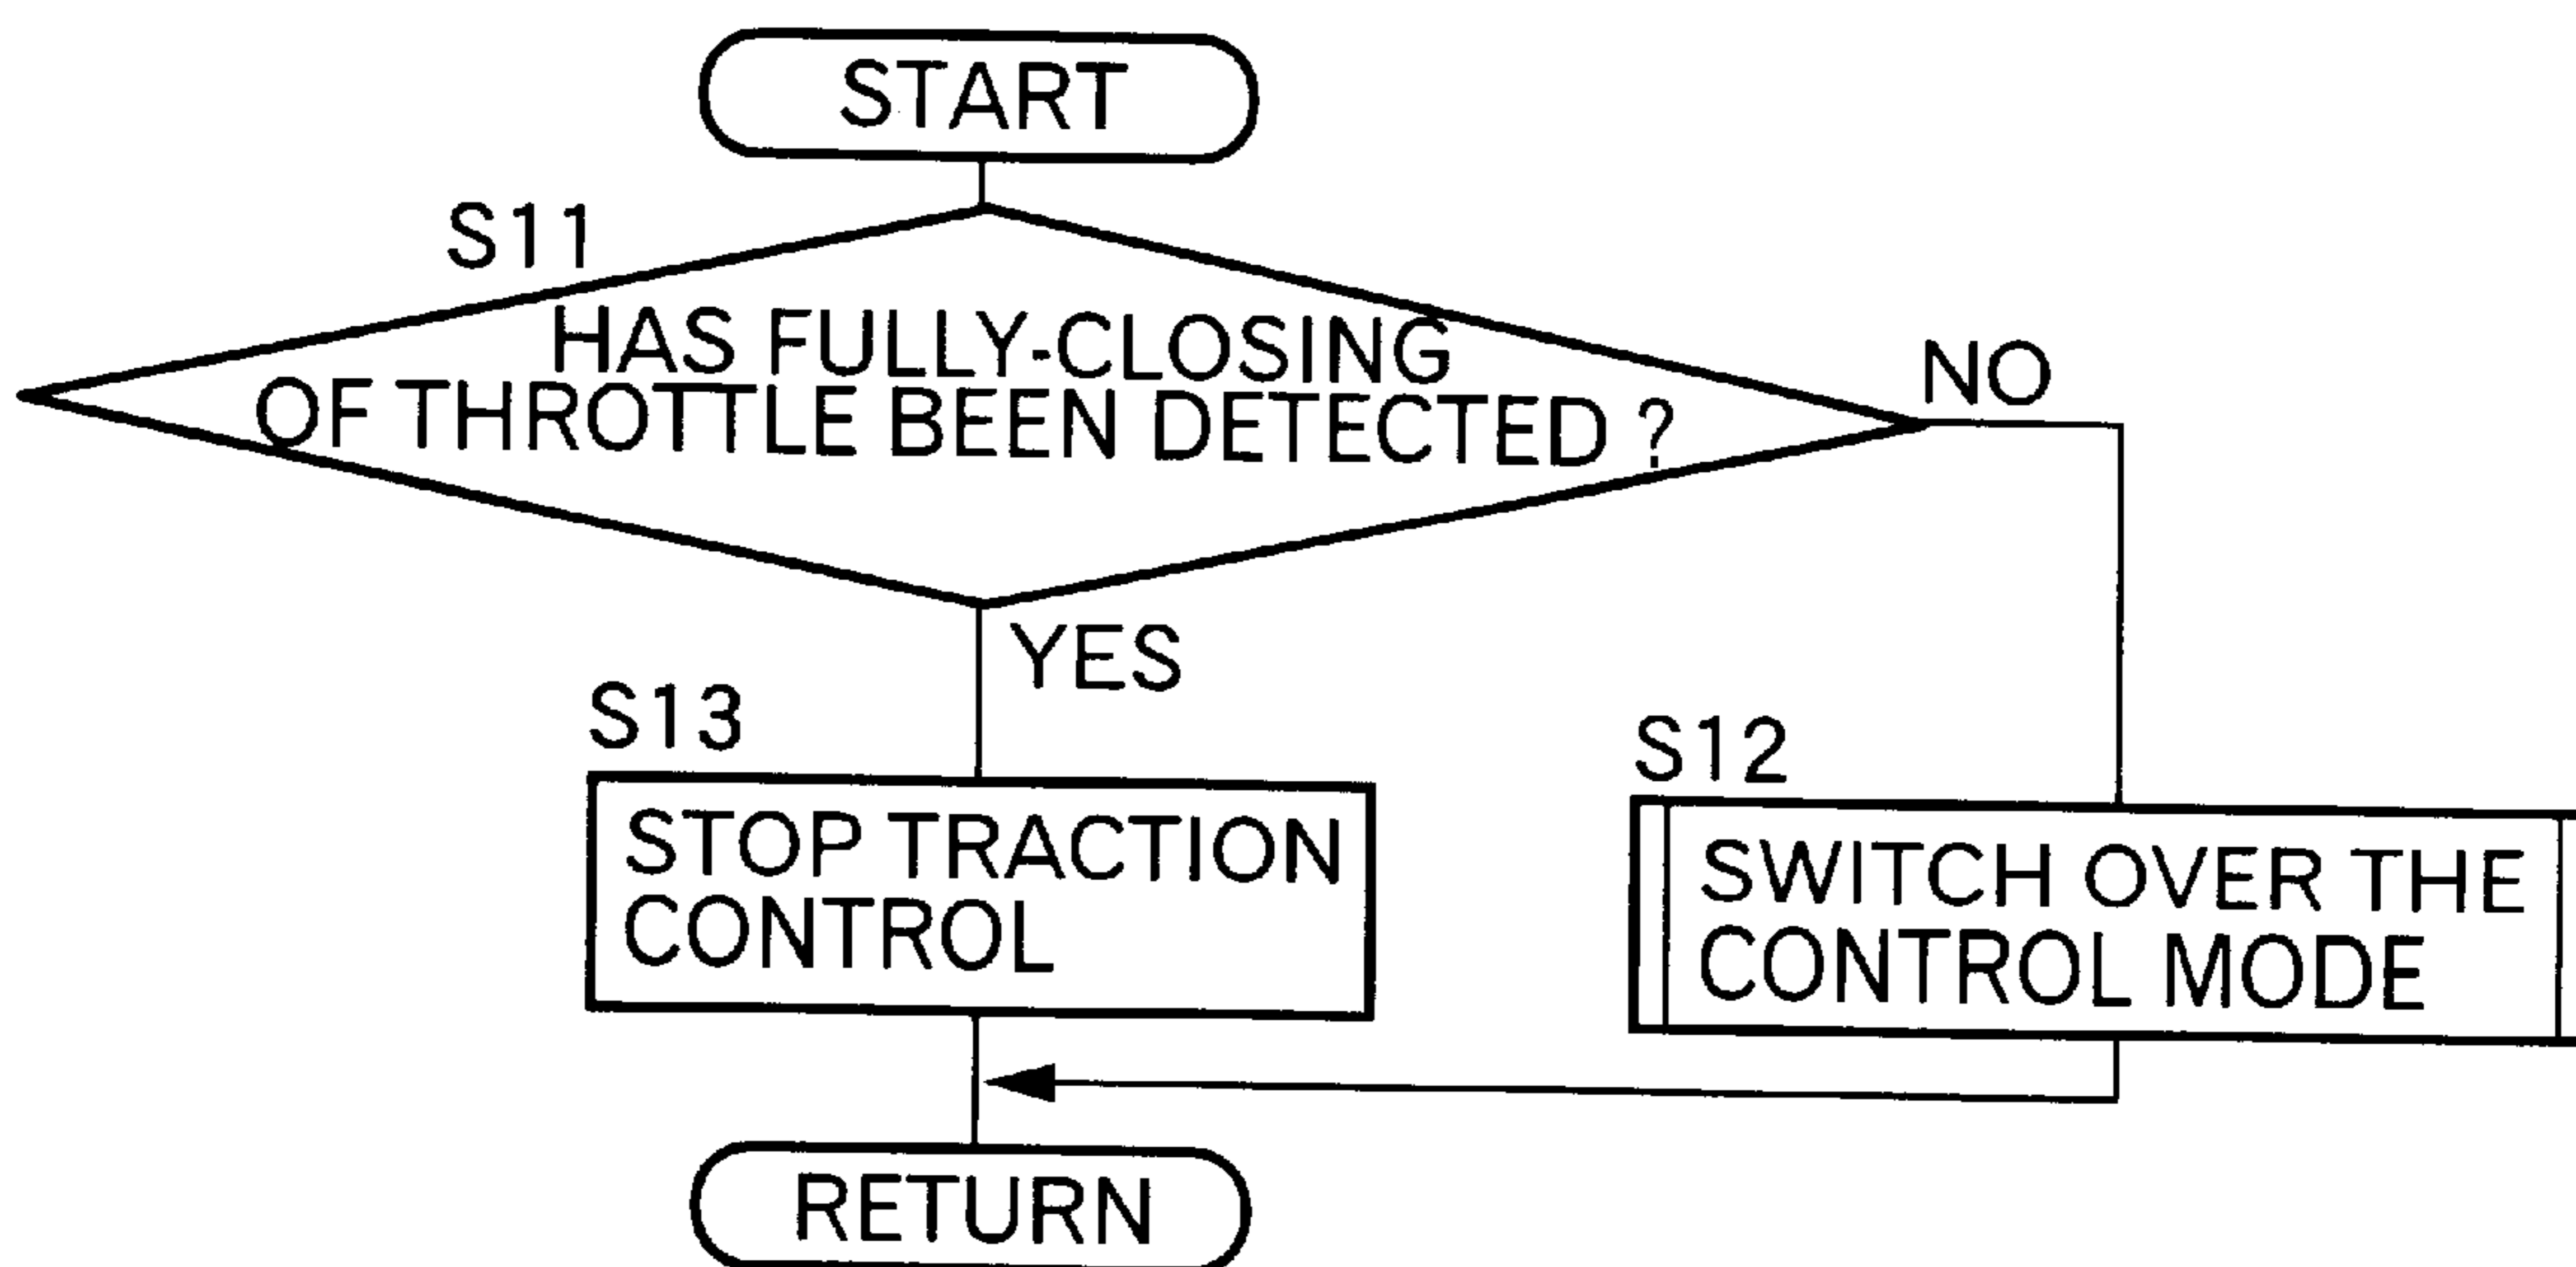 START
S11
HAS FULLY-CLOSING
OF THROTTLE BEEN DETECTED ?
NO
YES
S13
STOP TRACTION
CONTROL
S12
SWITCH OVER THE
CONTROL MODE
RETURN